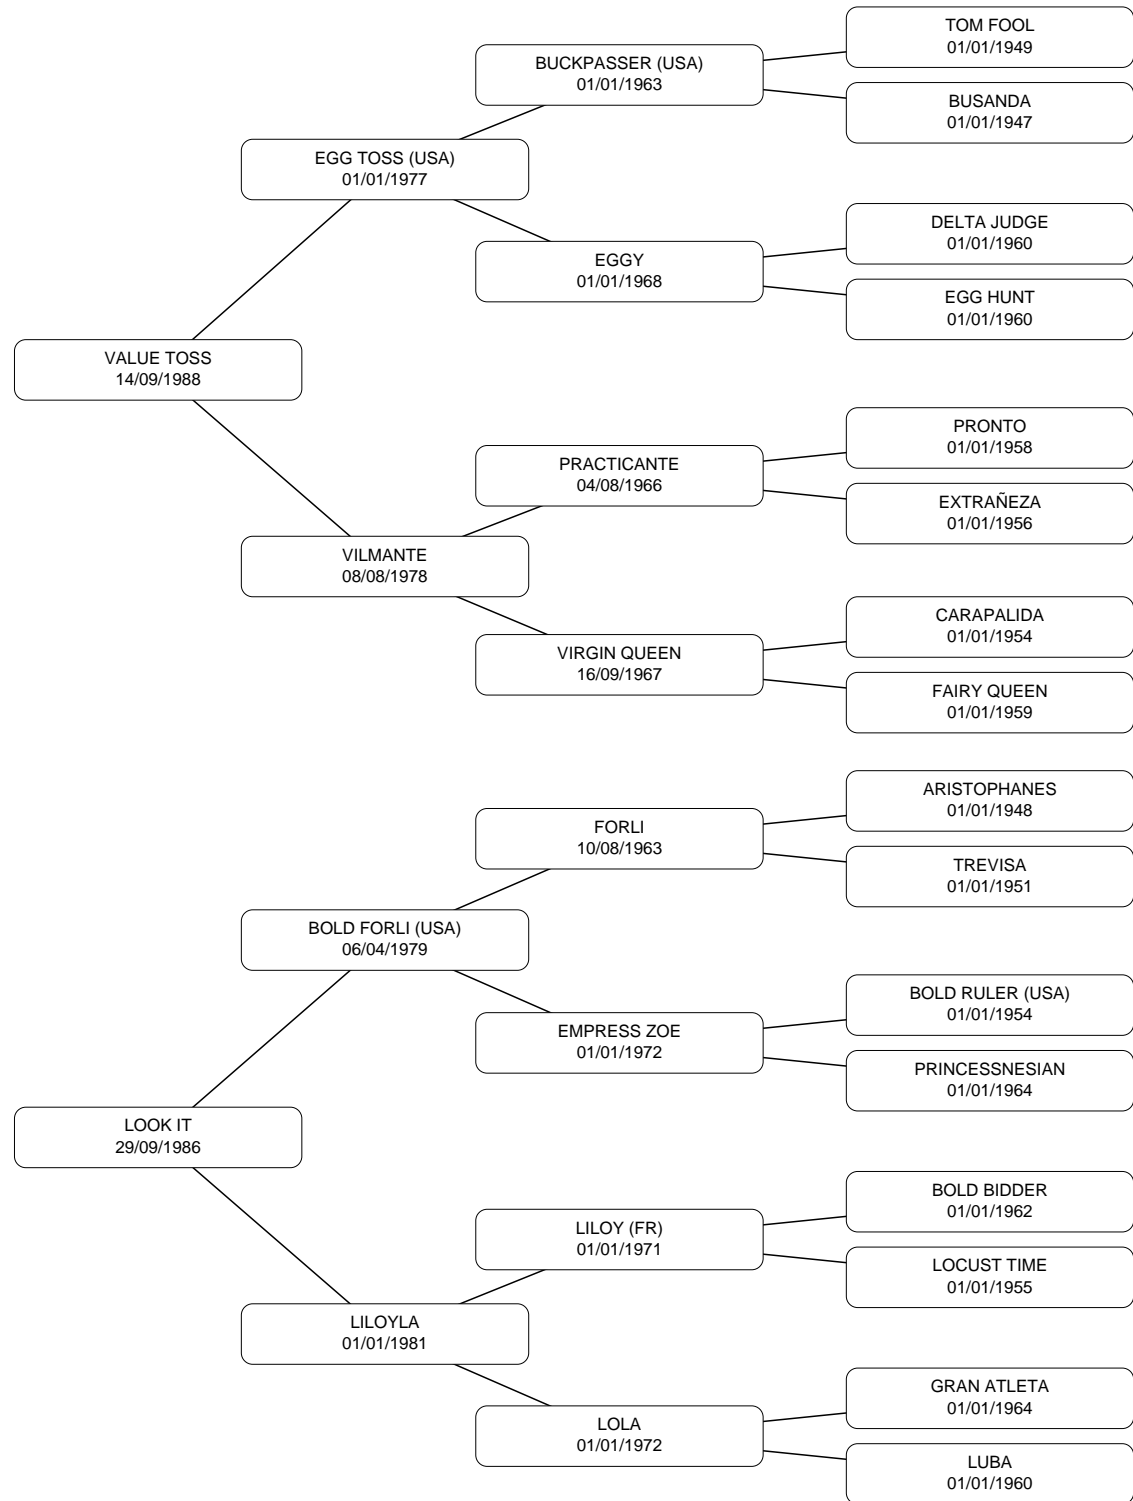 TOM FOOL
01/01/1949
BUCKPASSER (USA)
01/01/1963
BUSANDA
01/01/1947
EGG TOSS (USA)
01/01/1977
DELTA JUDGE
01/01/1960
EGGY
01/01/1968
EGG HUNT
01/01/1960
VALUE TOSS
14/09/1988
PRONTO
01/01/1958
PRACTICANTE
04/08/1966
EXTRAÑEZA
01/01/1956
VILMANTE
08/08/1978
CARAPALIDA
01/01/1954
VIRGIN QUEEN
16/09/1967
FAIRY QUEEN
01/01/1959
ARISTOPHANES
01/01/1948
FORLI
10/08/1963
TREVISA
01/01/1951
BOLD FORLI (USA)
06/04/1979
BOLD RULER (USA)
01/01/1954
EMPRESS ZOE
01/01/1972
PRINCESSNESIAN
01/01/1964
LOOK IT
29/09/1986
BOLD BIDDER
01/01/1962
LILOY (FR)
01/01/1971
LOCUST TIME
01/01/1955
LILOYLA
01/01/1981
GRAN ATLETA
01/01/1964
LOLA
01/01/1972
LUBA
01/01/1960